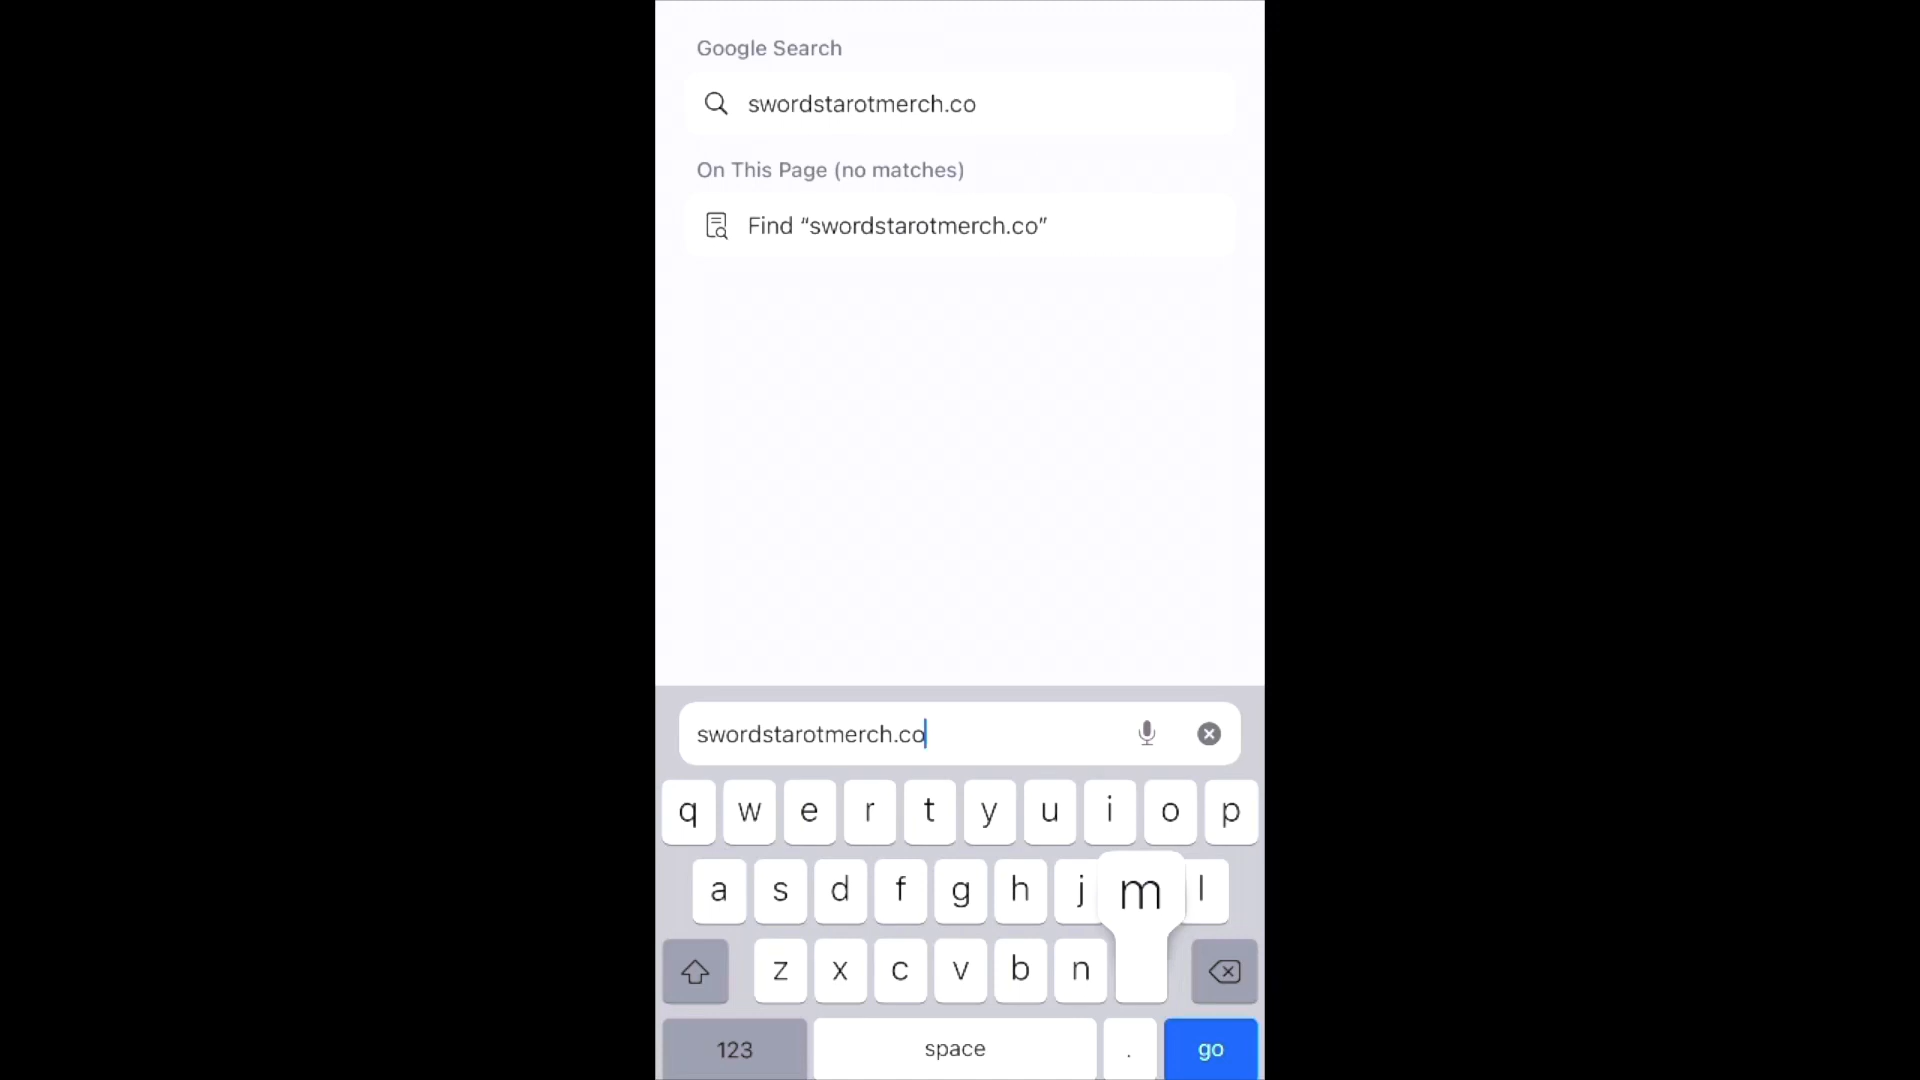 Google Search
swordstarotmerch.co
On This Page (no matches)
Find “swordstarotmerch.co”
swordstarotmerch.co
q w e r t y u i o p
a s d f g h j m l
z x c v b n
123 space . go